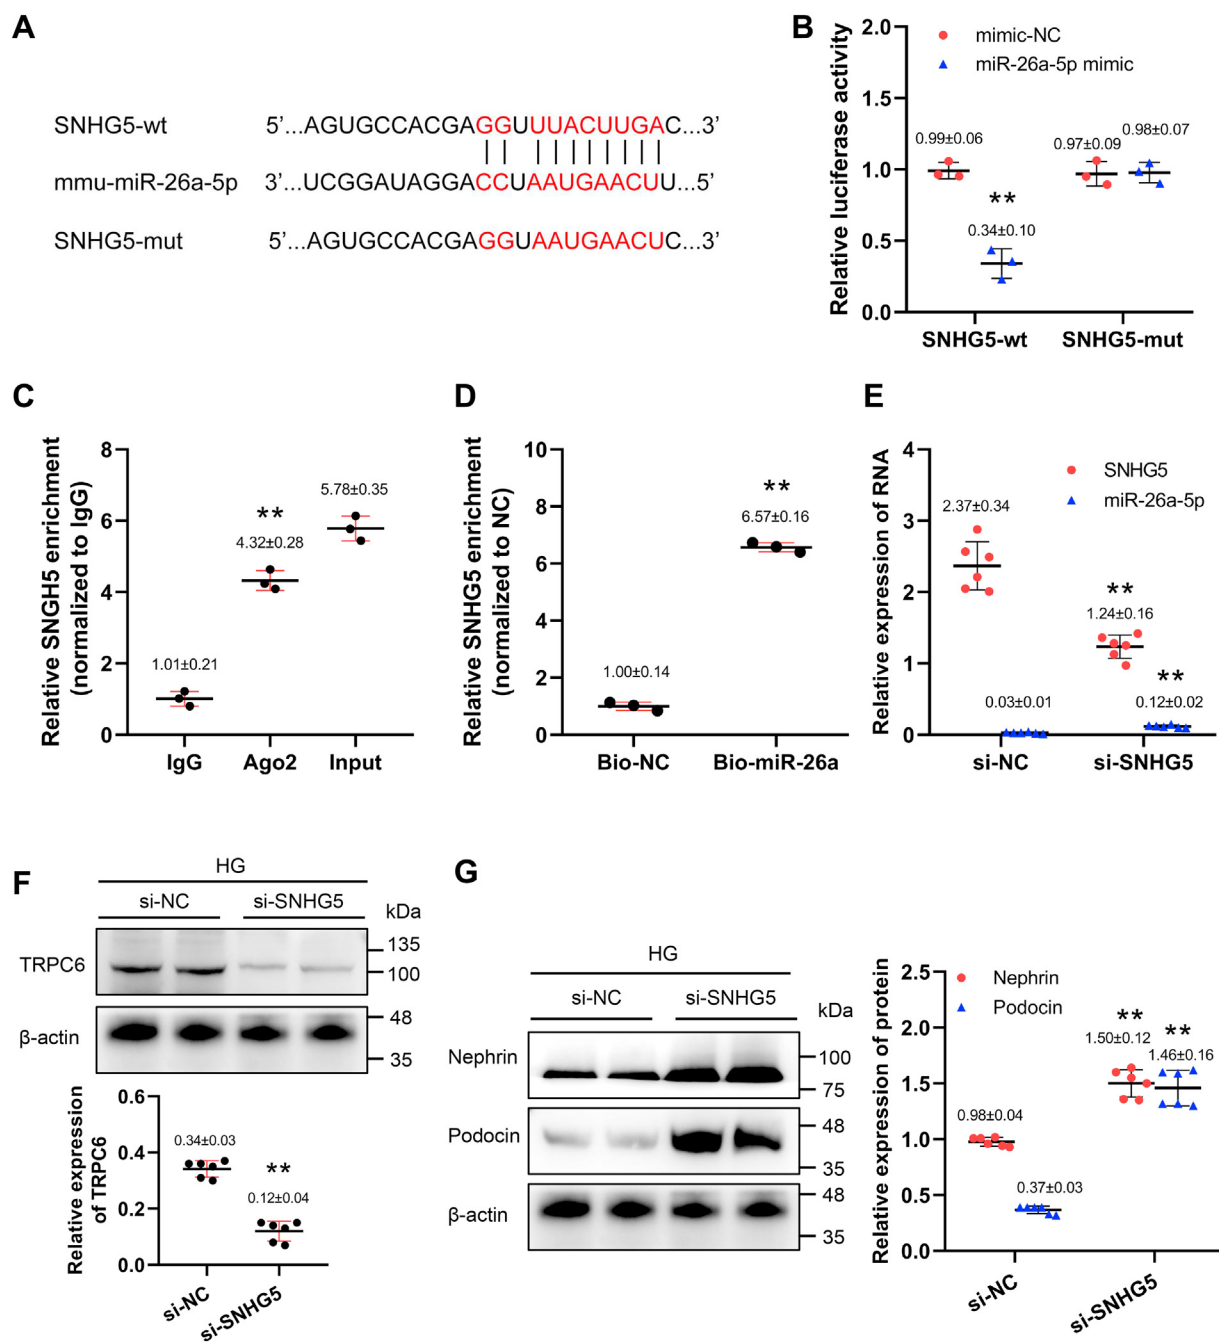 A
SNHG5-wt 5’...AGUGCCACGAGGUUUACUUGAC...3’
mmu-miR-26a-5p 3’...UCGGAUAGGACCUAAUGAACUU...5’
SNHG5-mut 5’...AGUGCCACGAGGUAAUGAACUC...3’
B
Relative luciferase activity
2.0
1.5
1.0
0.5
0.0
mimic-NC
miR-26a-5p mimic
0.99±0.06
**
0.34±0.10
0.97±0.09
0.98±0.07
SNHG5-wt
SNHG5-mut
C
Relative SNGH5 enrichment
(normalized to IgG)
8
6
4
2
0
1.01±0.21
**
4.32±0.28
5.78±0.35
IgG
Ago2
Input
D
Relative SNHG5 enrichment
(normalized to NC)
10
8
6
4
2
0
1.00±0.14
**
6.57±0.16
Bio-NC
Bio-miR-26a
E
Relative expression of RNA
4
3
2
1
0
SNHG5
miR-26a-5p
2.37±0.34
0.03±0.01
**
1.24±0.16
**
0.12±0.02
si-NC
si-SNHG5
F
HG
si-NC
si-SNHG5
kDa
TRPC6
135
100
β-actin
48
35
Relative expression
of TRPC6
0.6
0.4
0.2
0.0
0.34±0.03
**
0.12±0.04
si-NC
si-SNHG5
G
HG
si-NC
si-SNHG5
kDa
Nephrin
100
75
Podocin
48
35
β-actin
48
35
Relative expression of protein
2.5
2.0
1.5
1.0
0.5
0.0
Nephrin
Podocin
0.98±0.04
0.37±0.03
**
1.50±0.12
**
1.46±0.16
si-NC
si-SNHG5